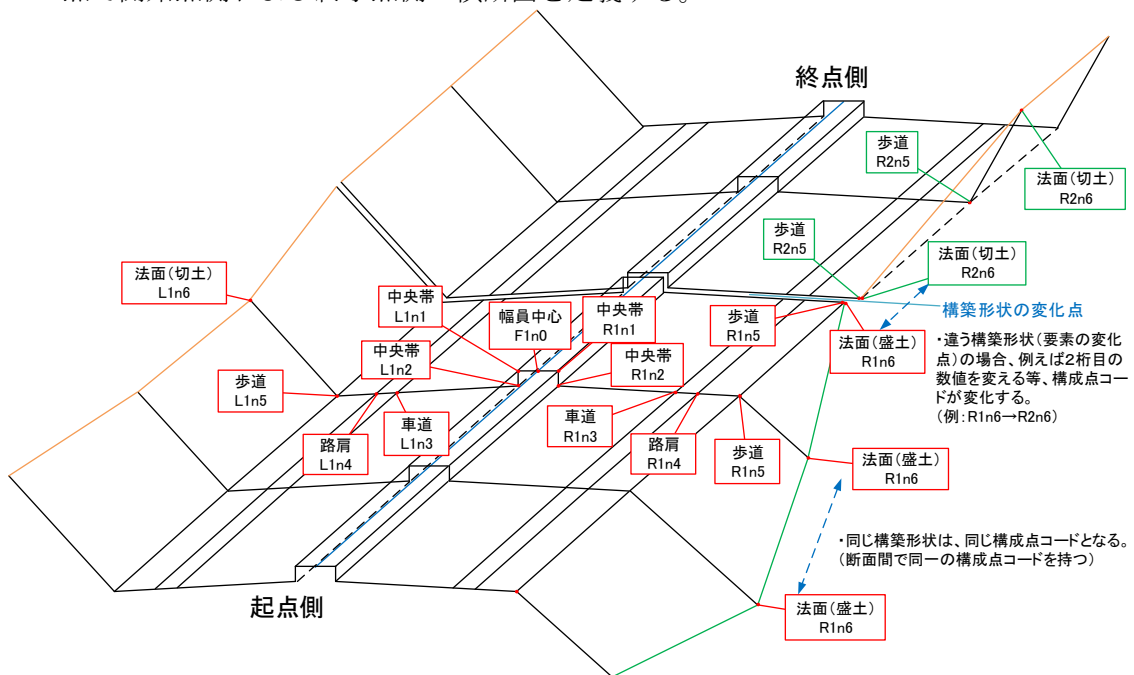 終点側
歩道
R2n5
法面(切土)
R2n6
歩道
R2n5
法面(切土)
R2n6
法面(切土)
L1n6
中央帯
L1n1
幅員中心
F1n0
中央帯
R1n1
歩道
R1n5
構築形状の変化点
法面(盛土)
R1n6
・違う構築形状(要素の変化
点)の場合、例えば2桁目の
数値を変える等、構成点コー
ドが変化する。
(例:R1n6→R2n6)
中央帯
L1n2
中央帯
R1n2
歩道
L1n5
車道
L1n3
車道
R1n3
路肩
L1n4
路肩
R1n4
歩道
R1n5
法面(盛土)
R1n6
・同じ構築形状は、同じ構成点コードとなる。
(断面間で同一の構成点コードを持つ)
起点側
法面(盛土)
R1n6